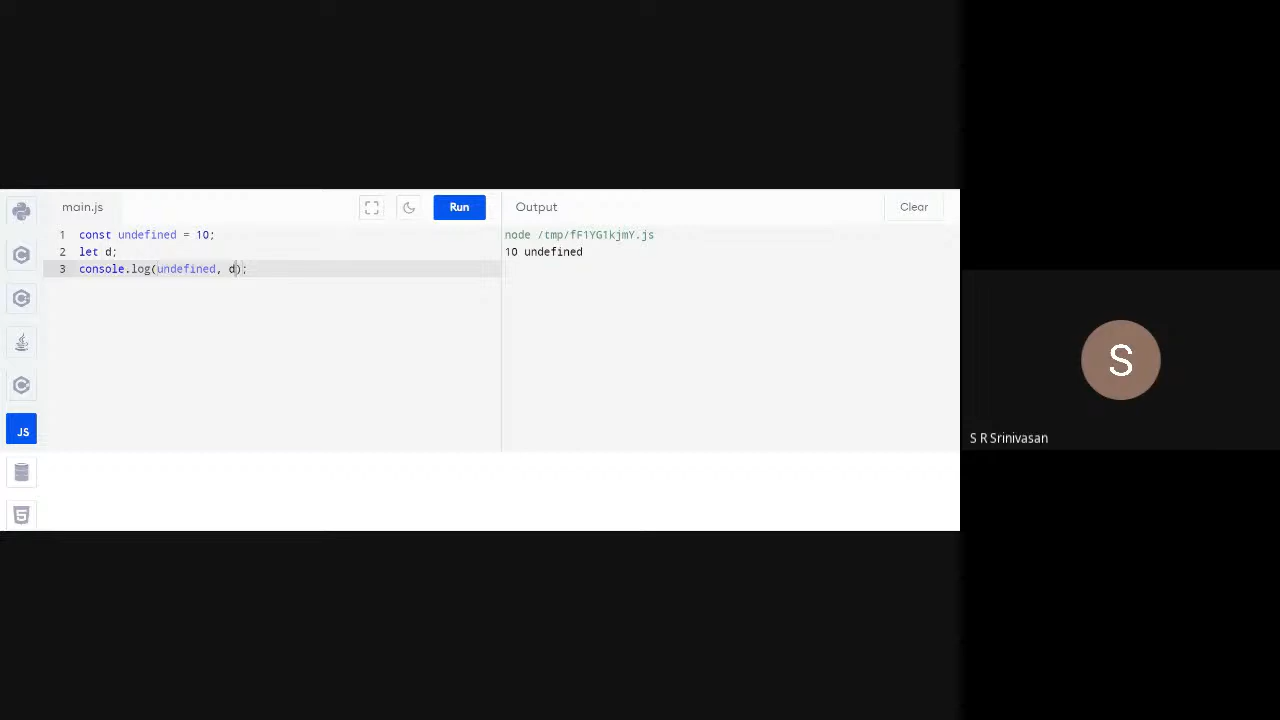 main.js
Run
Output
Clear
1 const undefined = 10;
2 let d;
3 console.log(undefined, d);
node /tmp/fF1YG1kjmY.js
10 undefined
JS
S
S R Srinivasan